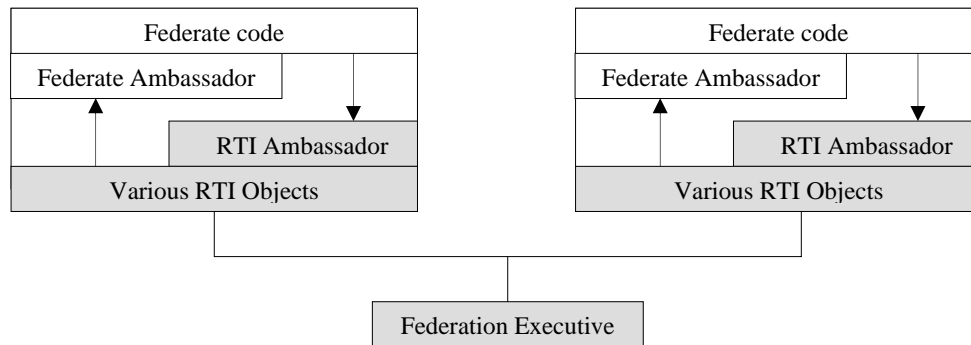 Federate code
Federate Ambassador
RTI Ambassador
Various RTI Objects
Federate code
Federate Ambassador
RTI Ambassador
Various RTI Objects
Federation Executive